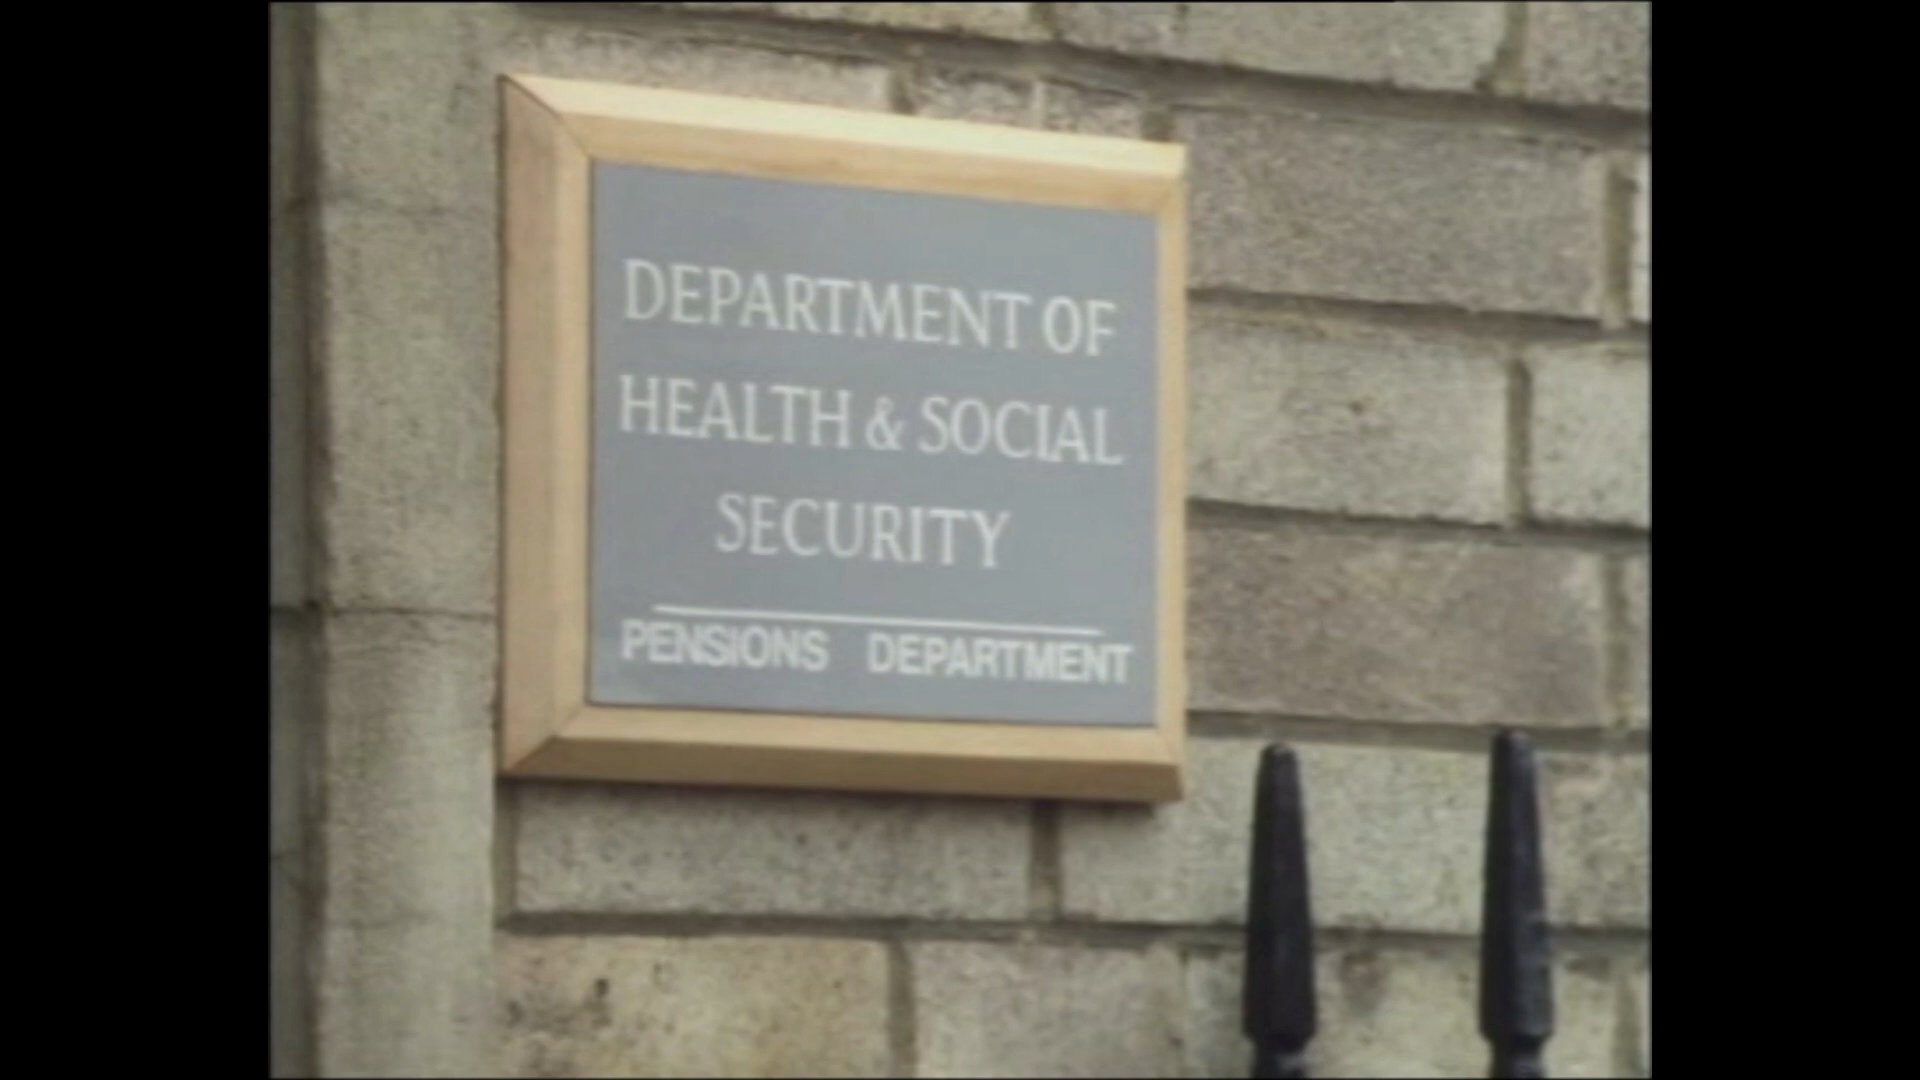 DEPARTMENT OF
HEALTH & SOCIAL
SECURITY
PENSIONS DEPARTMENT